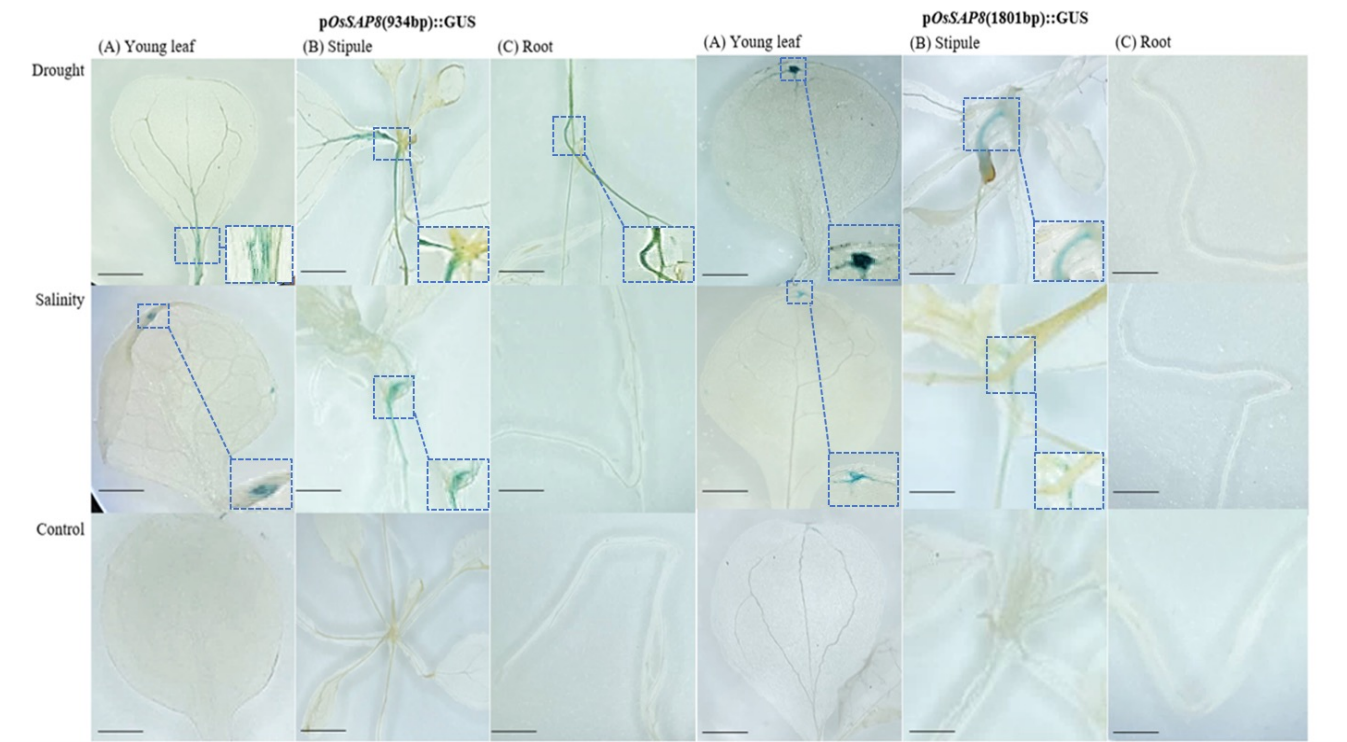 pOsSAP8(934bp)::GUS pOsSAP8(1801bp)::GUS
(A) Young leaf (B) Stipule (C) Root (A) Young leaf (B) Stipule (C) Root
Drought
Salinity
Control